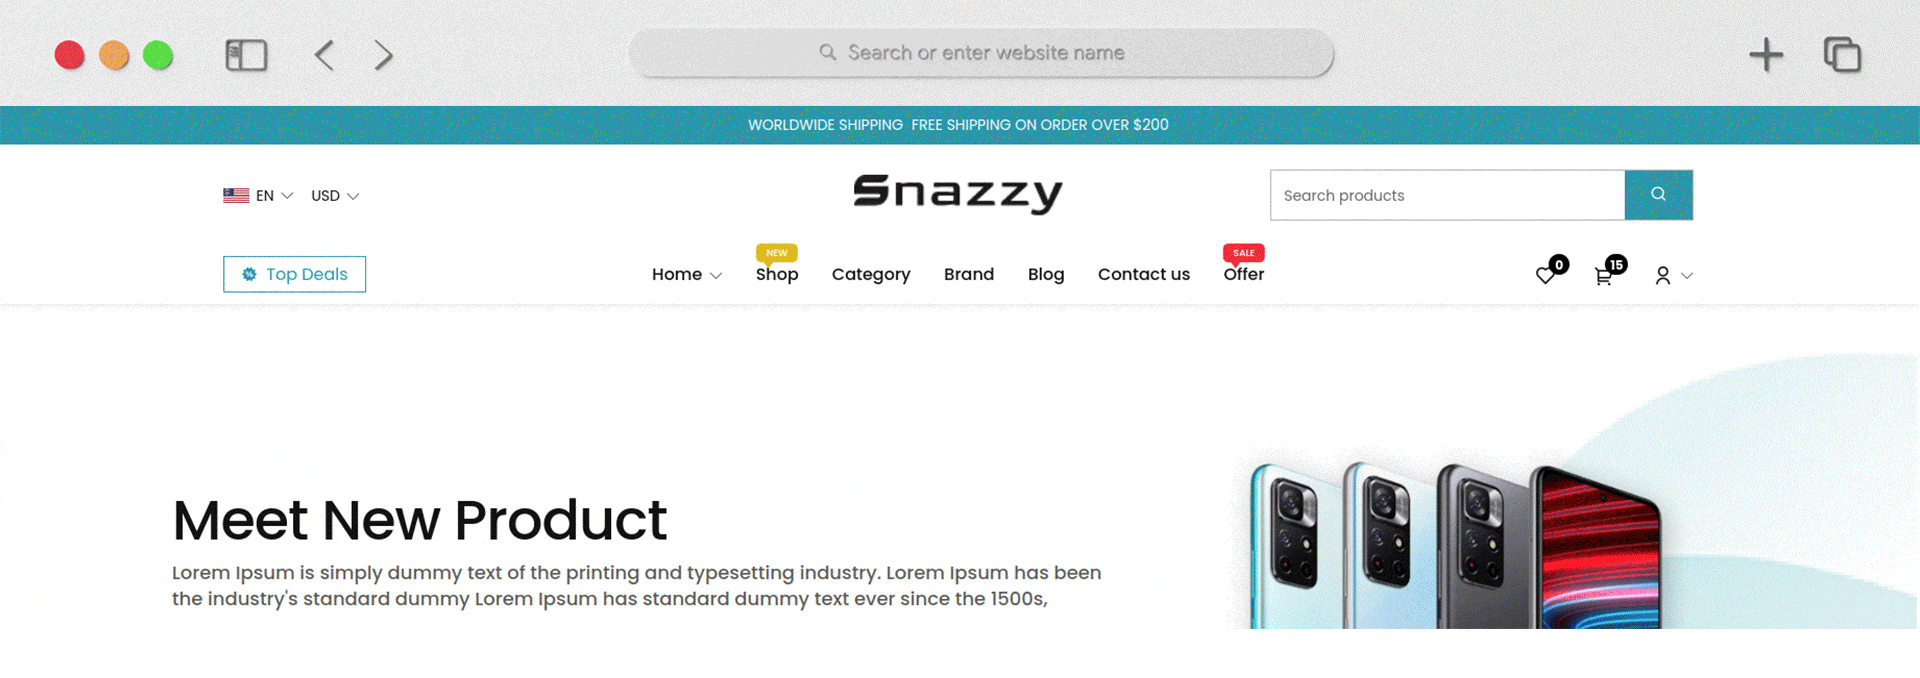 Search or enter website name
WORLDWIDE SHIPPING FREE SHIPPING ON ORDER OVER $200
EN USD
Snazzy
Search products
Top Deals
NEW
SALE
Home Shop Category Brand Blog Contact us Offer
0
15
Meet New Product
Lorem Ipsum is simply dummy text of the printing and typesetting industry. Lorem Ipsum has been
the industry's standard dummy Lorem Ipsum has standard dummy text ever since the 1500s,